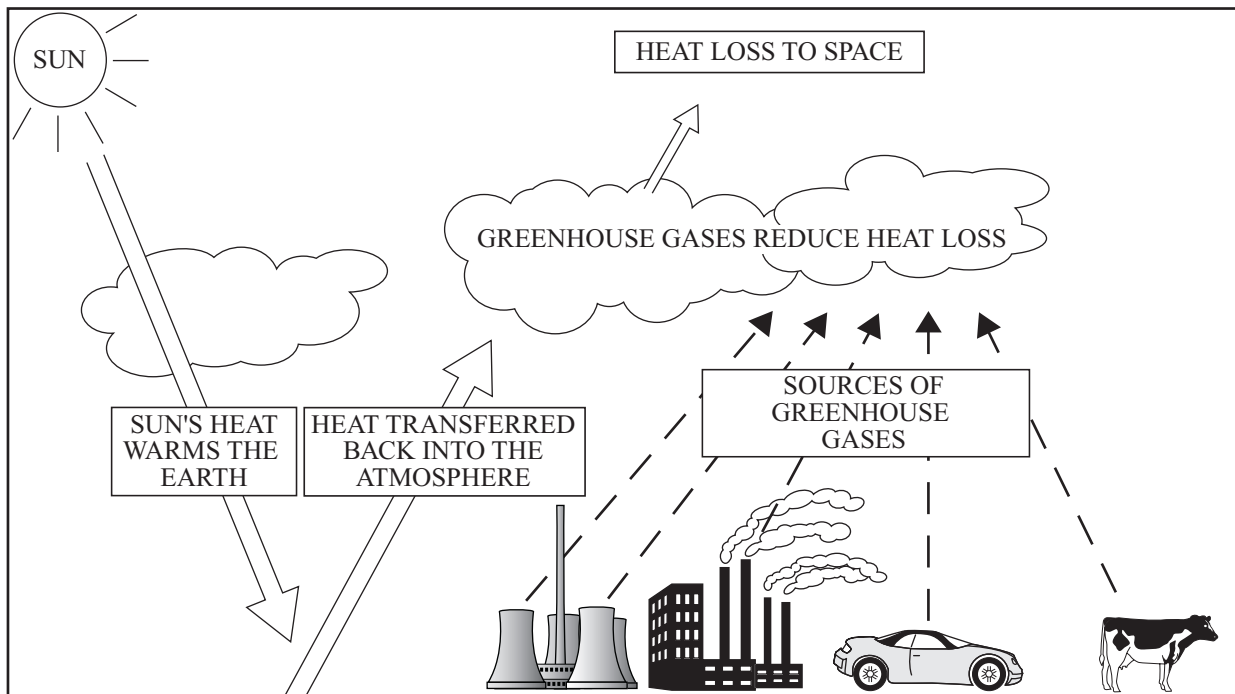 SUN
HEAT LOSS TO SPACE
GREENHOUSE GASES REDUCE HEAT LOSS
SUN'S HEAT
WARMS THE
EARTH
HEAT TRANSFERRED
BACK INTO THE
ATMOSPHERE
SOURCES OF
GREENHOUSE
GASES